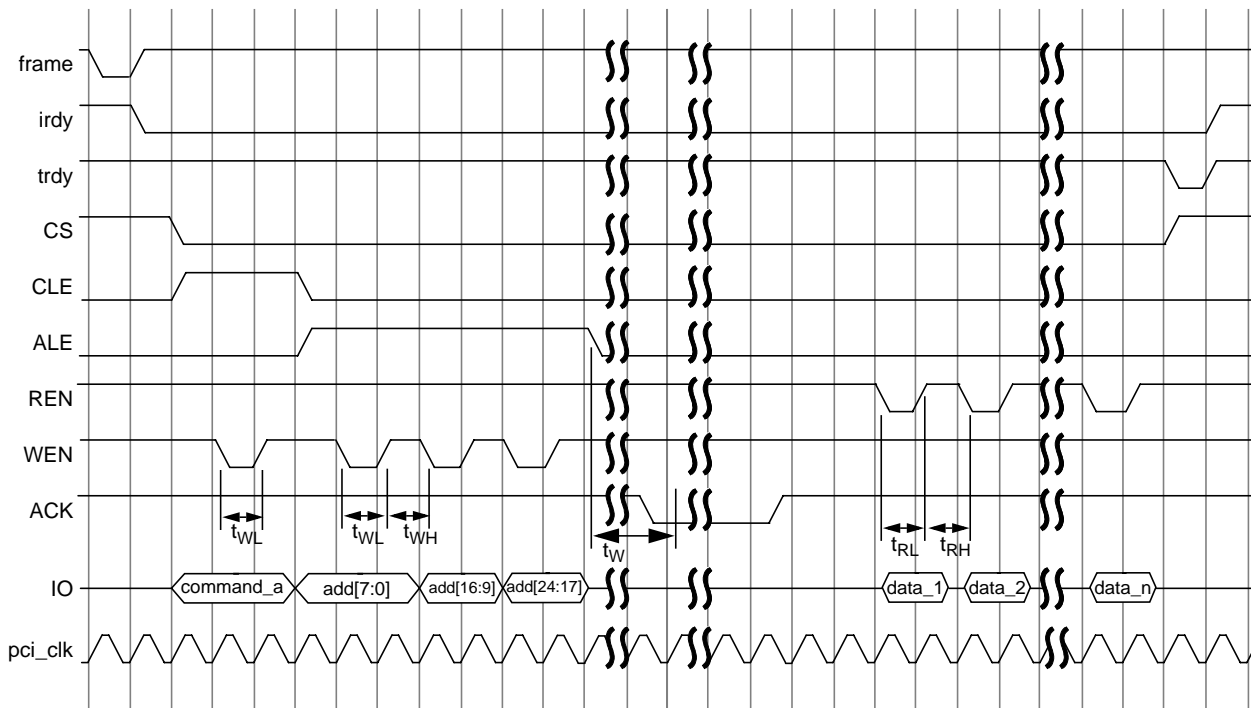 frame
irdy
trdy
CS
CLE
ALE
REN
WEN
ACK
tWL tWL tWH tW tRL tRH
IO command_a add[7:0] add[16:9] add[24:17] data_1 data_2 data_n
pci_clk